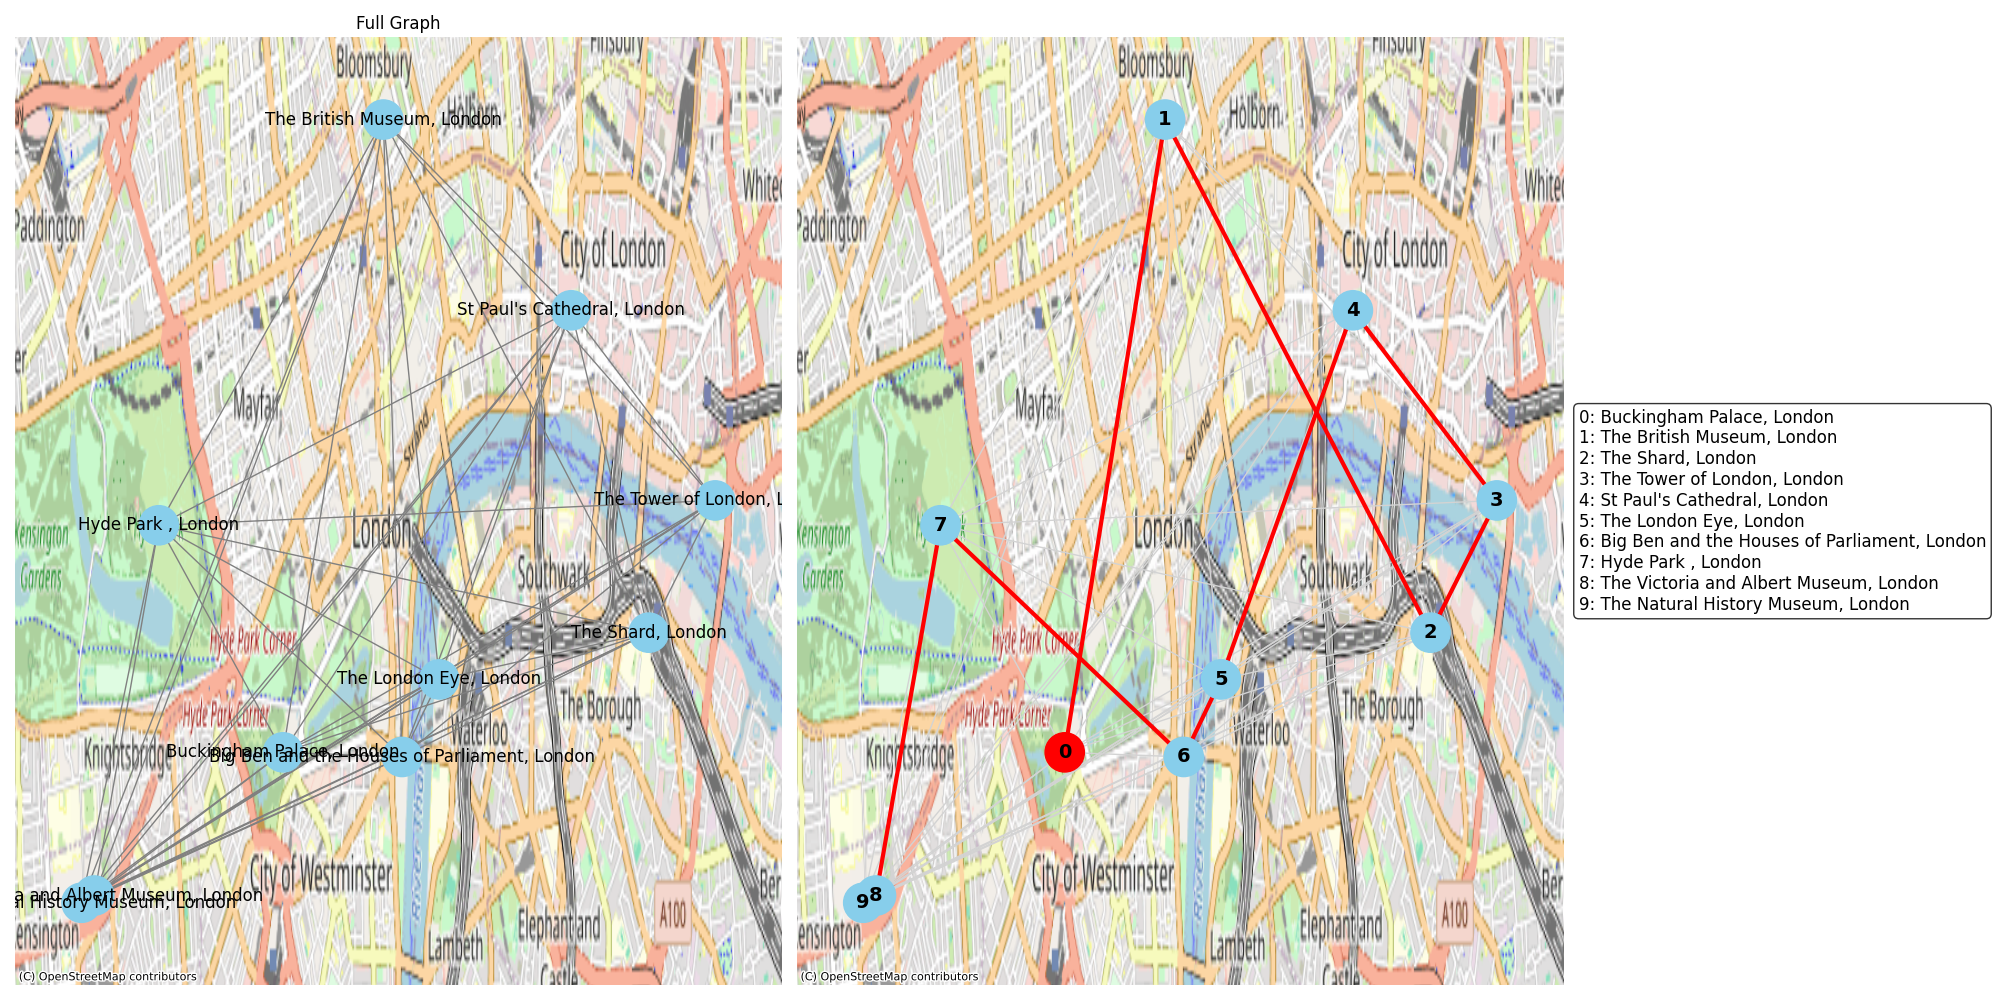 Full Graph
Bloomsbury
Finsbury
Holborn
The British Museum, London
Paddington
City of London
St Paul's Cathedral, London
Mayfair
Strand
The Tower of London, L
Hyde Park , London
London
Kensington
Gardens
Southwark
Hyde Park Corner
The Shard, London
The London Eye, London
Hyde Park Corner
The Borough
Waterloo
Knightsbridge
Buckingham Palace, London
Big Ben and the Houses of Parliament, London
City of Westminster
a and Albert Museum, London
al History Museum, London
ensington
A100
Lambeth
Elephant and
Castle
(C) OpenStreetMap contributors
Bloomsbury
Finsbury
Holborn
1
Paddington
City of London
4
Mayfair
Strand
3
7
London
Kensington
Gardens
Southwark
Hyde Park Corner
2
5
Hyde Park Corner
The Borough
Waterloo
Knightsbridge
0
6
City of Westminster
9
8
ensington
A100
Lambeth
Elephant and
Castle
(C) OpenStreetMap contributors
0: Buckingham Palace, London
1: The British Museum, London
2: The Shard, London
3: The Tower of London, London
4: St Paul's Cathedral, London
5: The London Eye, London
6: Big Ben and the Houses of Parliament, London
7: Hyde Park , London
8: The Victoria and Albert Museum, London
9: The Natural History Museum, London